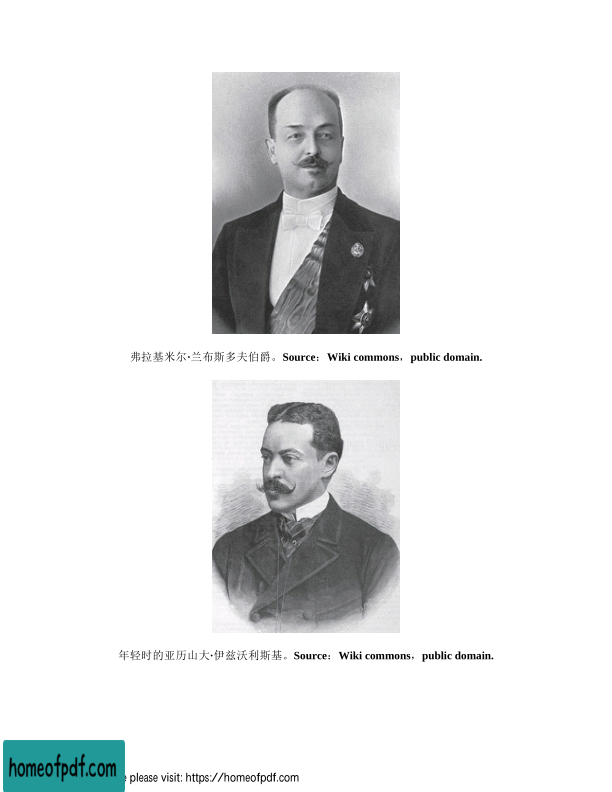 弗拉基米尔·兰布斯多夫伯爵。Source：Wiki commons，public domain.
年轻时的亚历山大·伊兹沃利斯基。Source：Wiki commons，public domain.
homeofpdf.com
please visit: https://homeofpdf.com